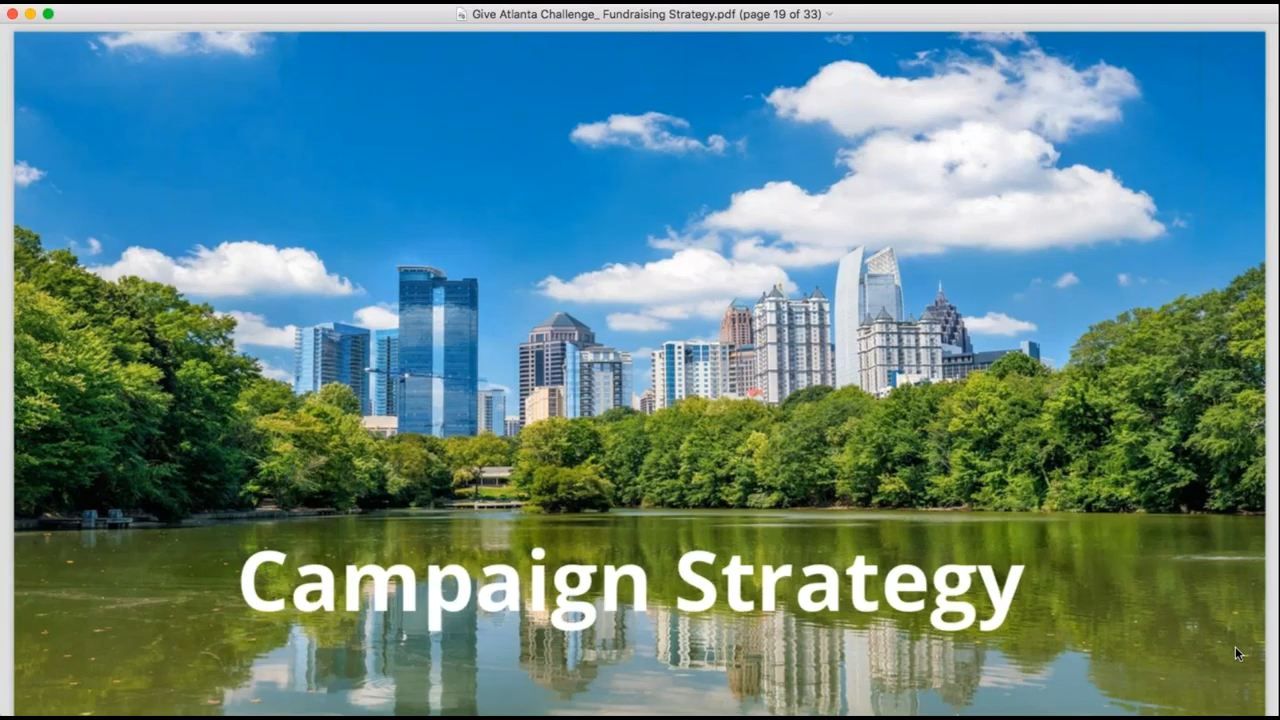 Give Atlanta Challenge_ Fundraising Strategy.pdf (page 19 of 33)
Campaign Strategy